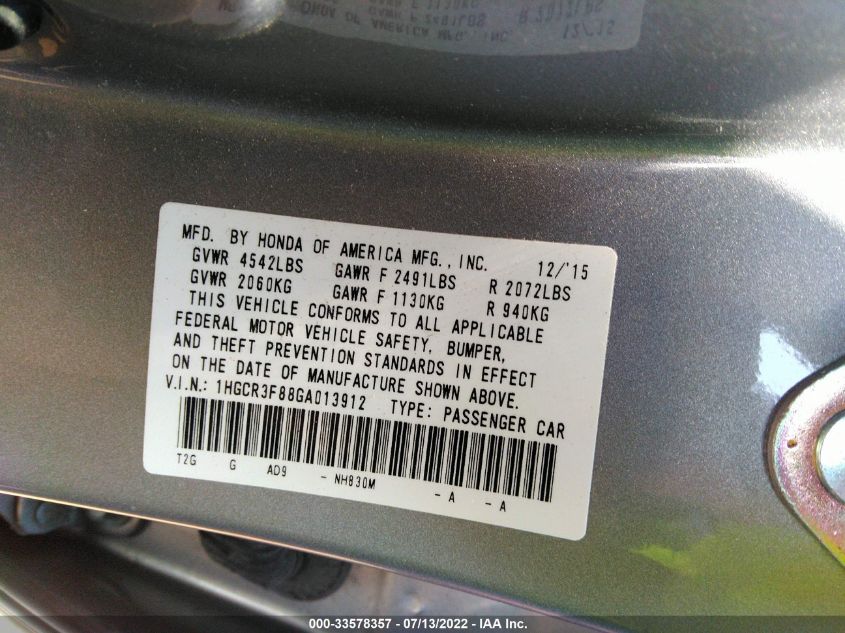 MFD. BY HONDA OF AMERICA MFG., INC. 12/'15
GVWR 4542LBS GAWR F 2491LBS R 2072LBS
GVWR 2060KG GAWR F 1130KG R 940KG
THIS VEHICLE CONFORMS TO ALL APPLICABLE
FEDERAL MOTOR VEHICLE SAFETY, BUMPER,
AND THEFT PREVENTION STANDARDS IN EFFECT
ON THE DATE OF MANUFACTURE SHOWN ABOVE.
V.I.N.: 1HGCR3F88GA013912 TYPE: PASSENGER CAR
T2G G AD9 - NH830M - A - A
000-33578357 - 07/13/2022 - IAA Inc.